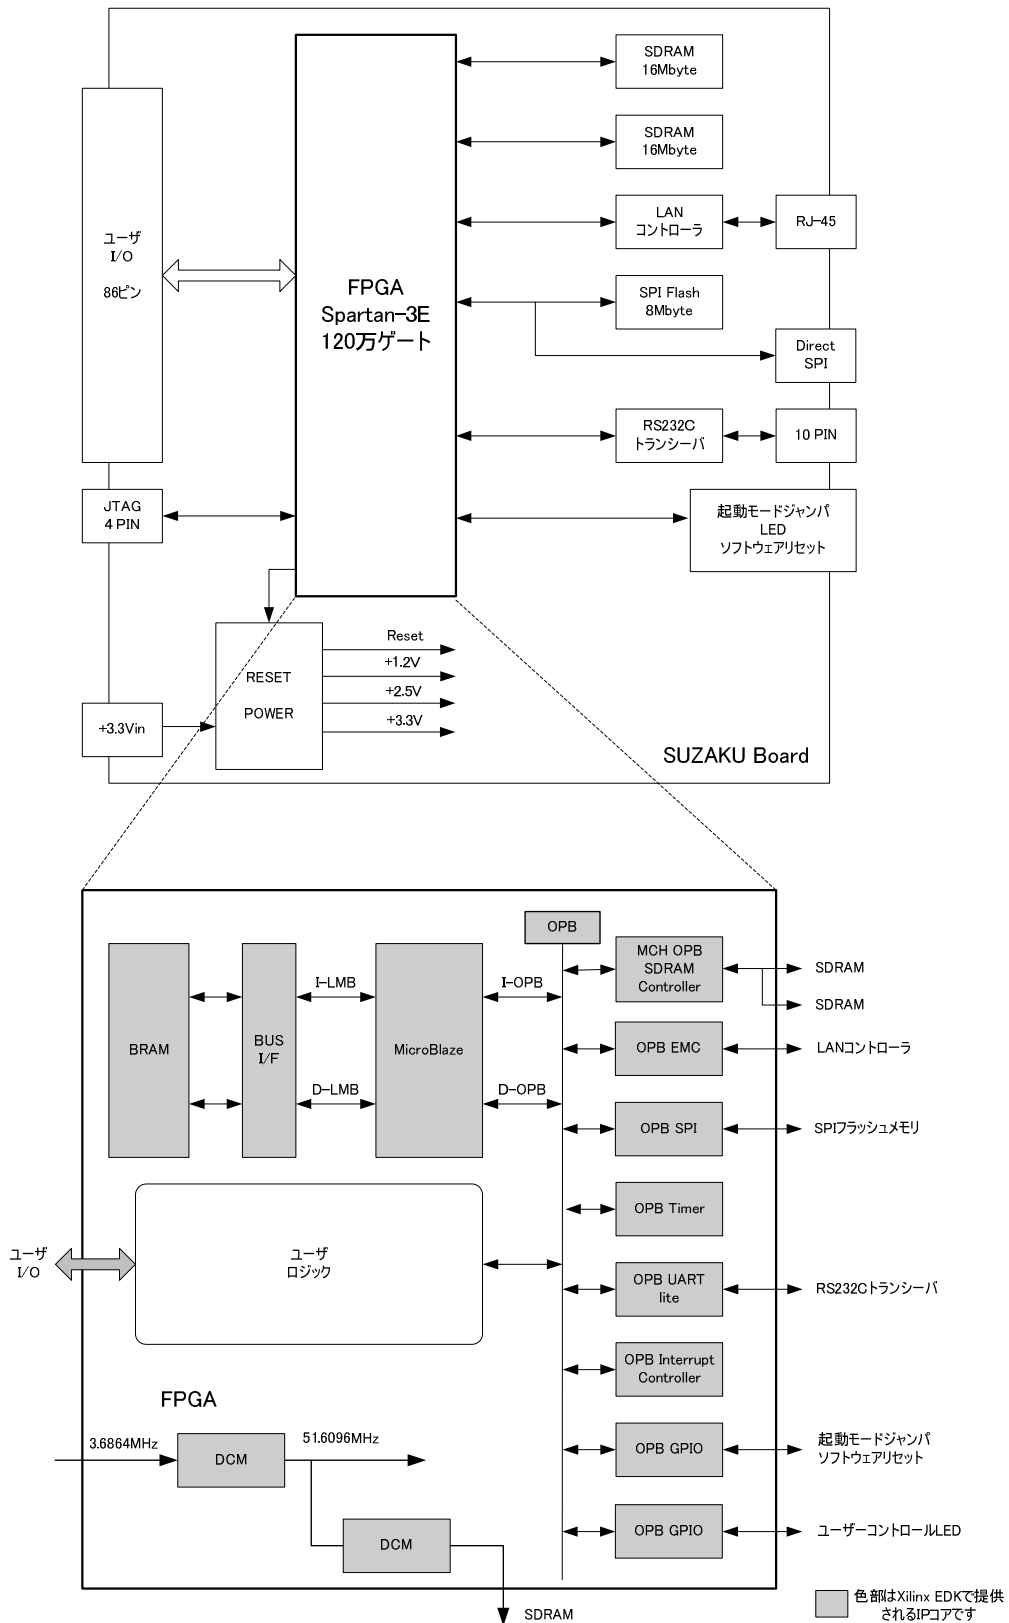 SDRAM
16Mbyte
SDRAM
16Mbyte
ユーザ
I/O
86ピン
LAN
コントローラ
RJ-45
FPGA
Spartan-3E
120万ゲート
SPI Flash
8Mbyte
Direct
SPI
RS232C
トランシーバ
10 PIN
JTAG
4 PIN
起動モードジャンパ
LED
ソフトウェアリセット
RESET
POWER
Reset
+1.2V
+2.5V
+3.3V
+3.3Vin
SUZAKU Board
OPB
BRAM
BUS
I/F
I-LMB
D-LMB
MicroBlaze
I-OPB
D-OPB
MCH OPB
SDRAM
Controller
SDRAM
SDRAM
OPB EMC
LANコントローラ
OPB SPI
SPIフラッシュメモリ
OPB Timer
ユーザ
I/O
ユーザ
ロジック
OPB UART
lite
RS232Cトランシーバ
OPB Interrupt
Controller
FPGA
3.6864MHz
DCM
51.6096MHz
OPB GPIO
起動モードジャンパ
ソフトウェアリセット
DCM
OPB GPIO
ユーザーコントロールLED
SDRAM
色部はXilinx EDKで提供
されるIPコアです